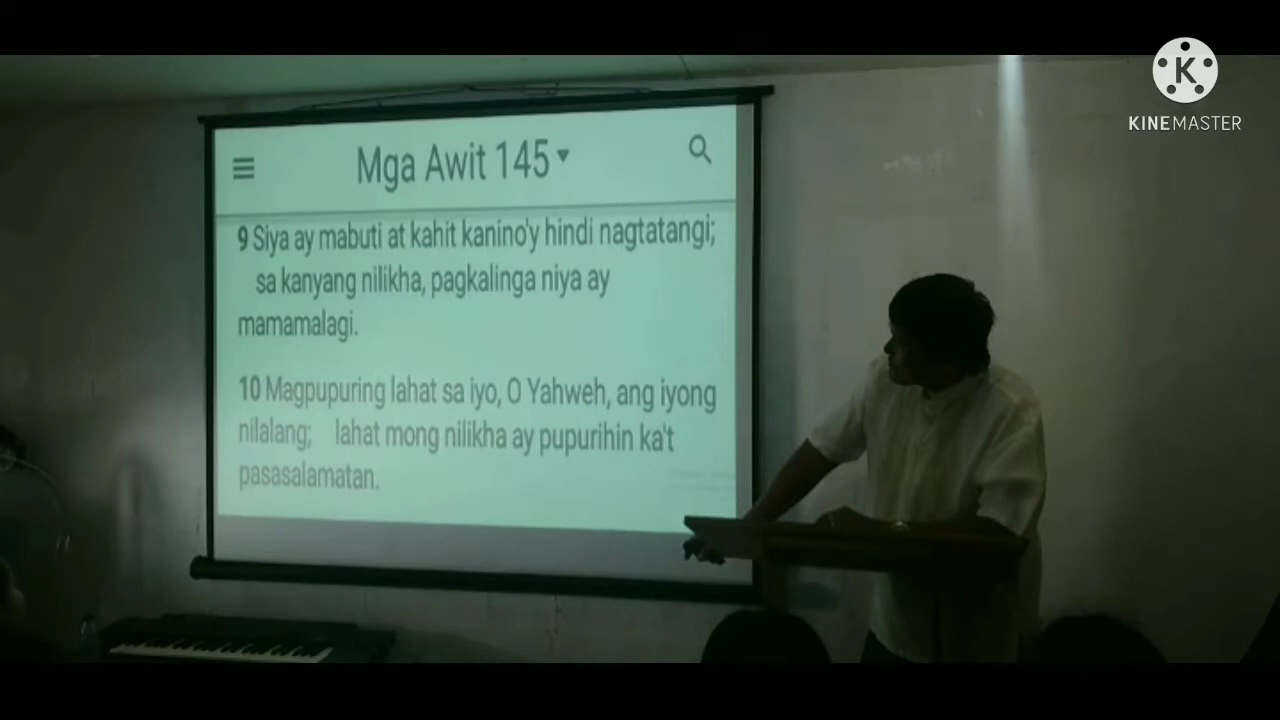 Mga Awit 145
9 Siya ay mabuti at kahit kanino'y hindi nagtatangi;
sa kanyang nilikha, pagkalinga niya ay
mamamalagi.
10 Magpupuring lahat sa iyo, O Yahweh, ang iyong
nilalang; lahat mong nilikha ay pupurihin ka't
pasasalamatan.
K
KINEMASTER